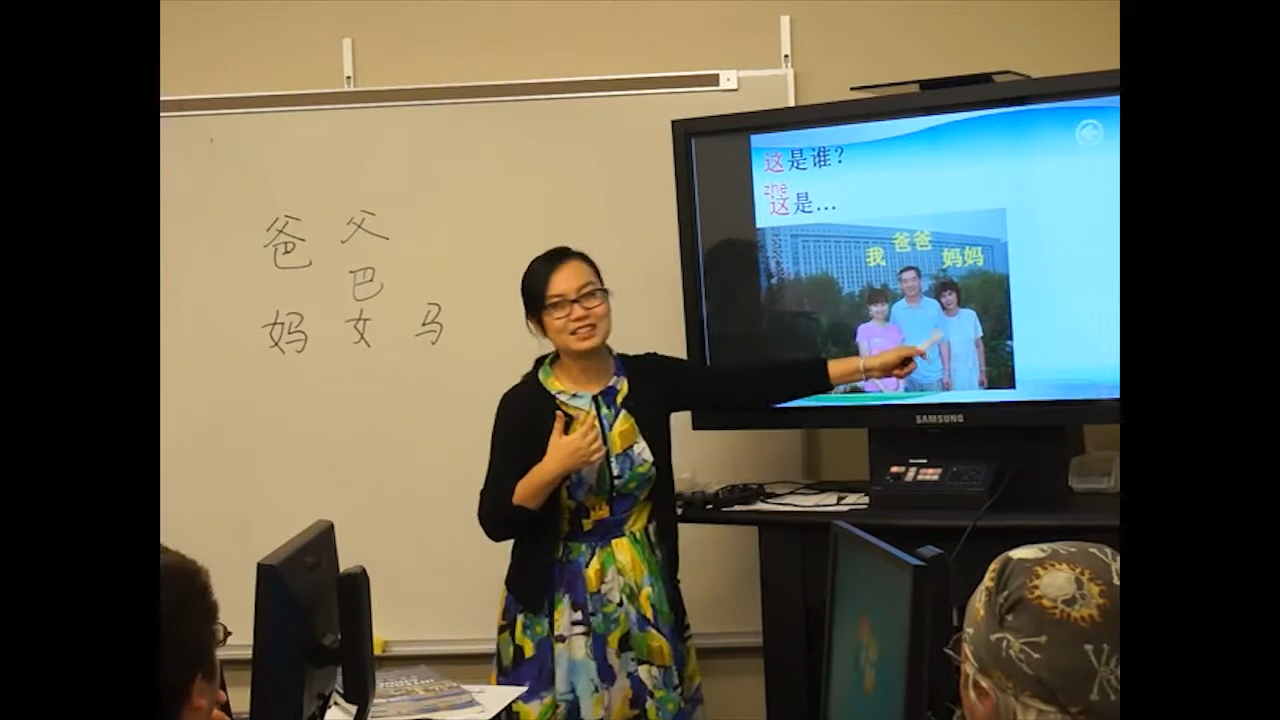 爸 父
巴
妈 女 马
这是谁?
zhè
这是...
我 爸爸 妈妈
SAMSUNG